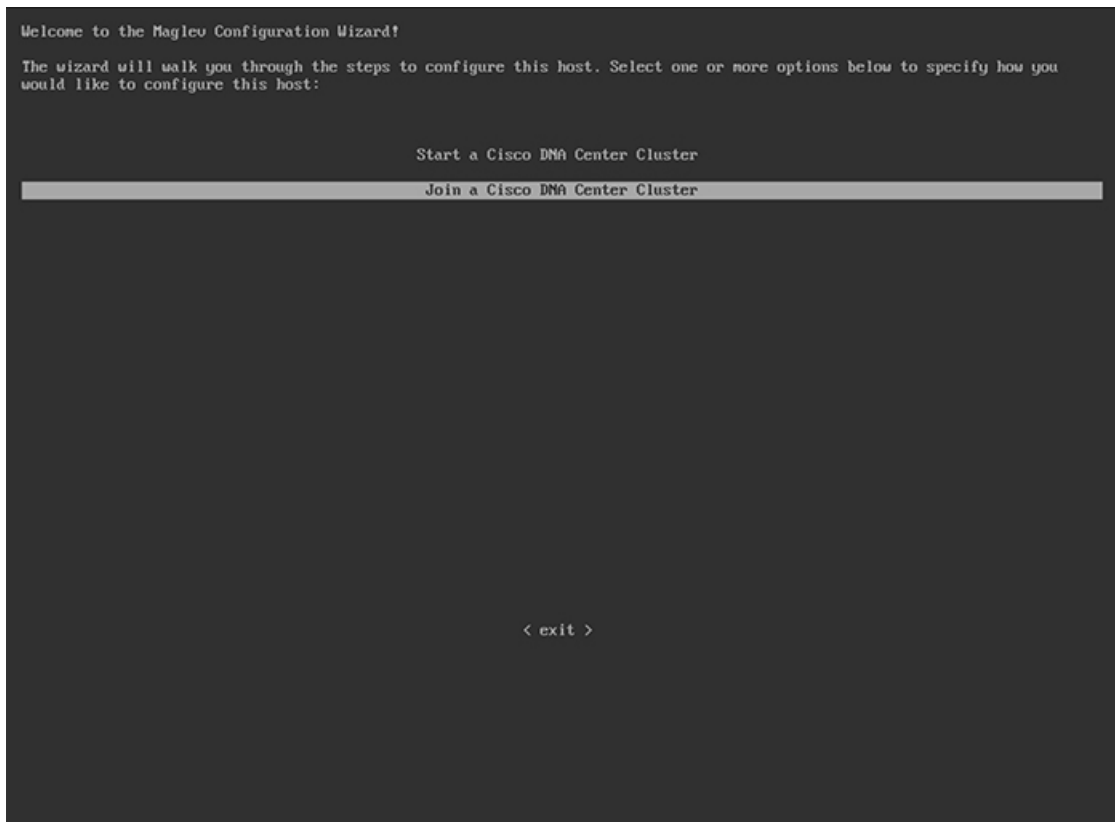 Welcome to the Maglev Configuration Wizard!
The wizard will walk you through the steps to configure this host. Select one or more options below to specify how you
would like to configure this host:
Start a Cisco DNA Center Cluster
Join a Cisco DNA Center Cluster
< exit >